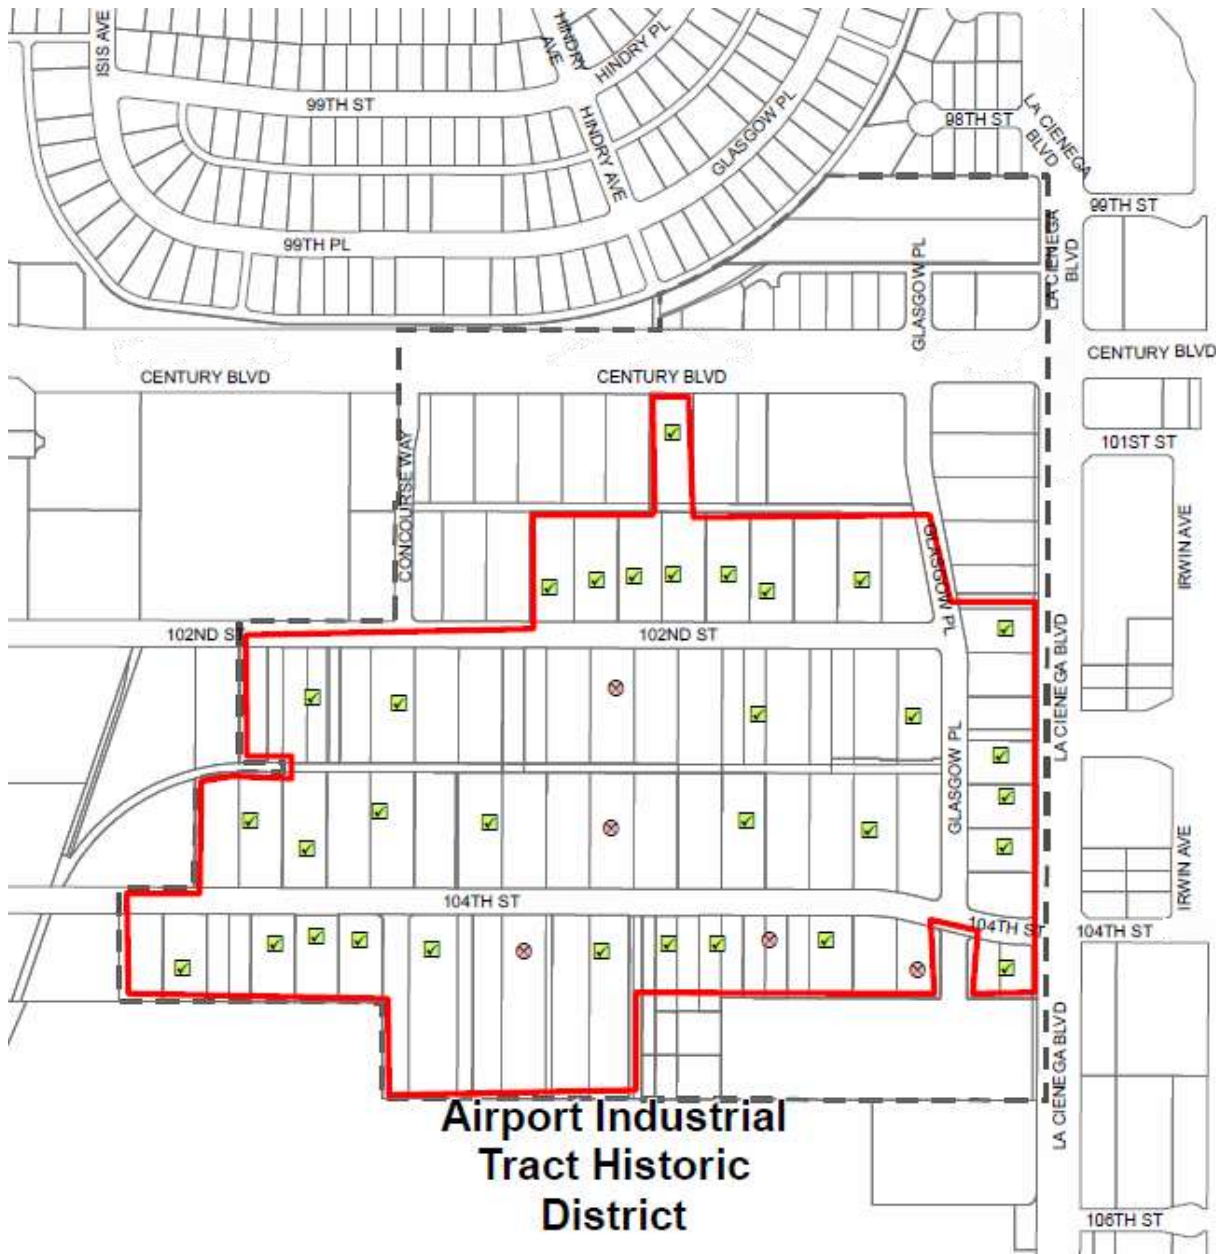 ISIS AVE
HINDRY
AVE
HINDRY PL
99TH ST
HINDRY AVE
GLASGOW PL
98TH ST
LA CIENEGA
BLVD
99TH ST
99TH PL
GLASGOW PL
LA CIENEGA
BLVD
CENTURY BLVD
CENTURY BLVD
CENTURY BLVD
101ST ST
CONCOURSE WAY
GLASGOW PL
IRWIN AVE
102ND ST
102ND ST
LA CIENEGA BLVD
GLASGOW PL
IRWIN AVE
104TH ST
104TH ST
104TH ST
LA CIENEGA BLVD
Airport Industrial
Tract Historic
District
106TH ST